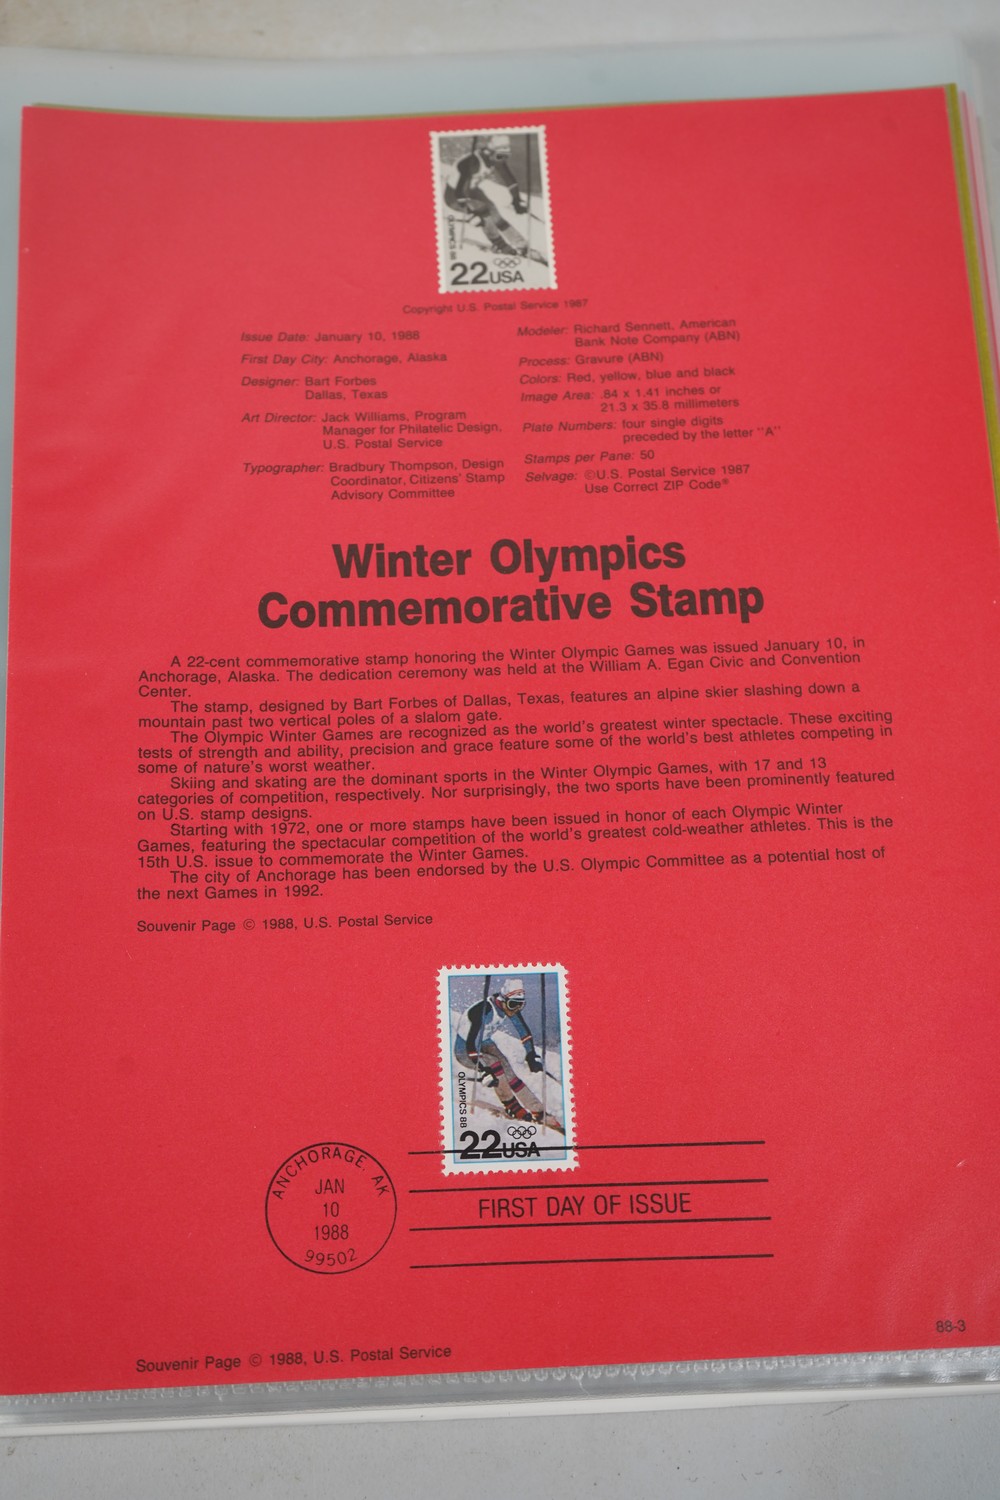 OLYMPICS 88
22USA
Copyright U.S. Postal Service 1987
Issue Date: January 10, 1988
First Day City: Anchorage, Alaska
Designer: Bart Forbes
Dallas, Texas
Art Director: Jack Williams, Program
Manager for Philatelic Design,
U.S. Postal Service
Typographer: Bradbury Thompson, Design
Coordinator, Citizens' Stamp
Advisory Committee
Modeler: Richard Sennett, American
Bank Note Company (ABN)
Process: Gravure (ABN)
Colors: Red, yellow, blue and black
Image Area: .84 x 1.41 inches or
21.3 x 35.8 millimeters
Plate Numbers: four single digits
preceded by the letter "A"
Stamps per Pane: 50
Selvage: ©U.S. Postal Service 1987
Use Correct ZIP Code®
Winter Olympics
Commemorative Stamp
A 22-cent commemorative stamp honoring the Winter Olympic Games was issued January 10, in
Anchorage, Alaska. The dedication ceremony was held at the William A. Egan Civic and Convention
Center.
The stamp, designed by Bart Forbes of Dallas, Texas, features an alpine skier slashing down a
mountain past two vertical poles of a slalom gate.
The Olympic Winter Games are recognized as the world's greatest winter spectacle. These exciting
tests of strength and ability, precision and grace feature some of the world's best athletes competing in
some of nature's worst weather.
Skiing and skating are the dominant sports in the Winter Olympic Games, with 17 and 13
categories of competition, respectively. Nor surprisingly, the two sports have been prominently featured
on U.S. stamp designs.
Starting with 1972, one or more stamps have been issued in honor of each Olympic Winter
Games, featuring the spectacular competition of the world's greatest cold-weather athletes. This is the
15th U.S. issue to commemorate the Winter Games.
The city of Anchorage has been endorsed by the U.S. Olympic Committee as a potential host of
the next Games in 1992.
Souvenir Page © 1988, U.S. Postal Service
OLYMPICS 88
22USA
ANCHORAGE, AK
JAN
10
1988
99502
FIRST DAY OF ISSUE
88-3
Souvenir Page © 1988, U.S. Postal Service